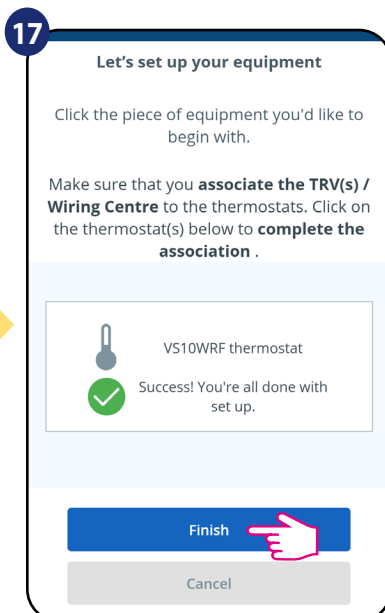 17
Let's set up your equipment
Click the piece of equipment you'd like to
begin with.
Make sure that you associate the TRV(s) /
Wiring Centre to the thermostats. Click on
the thermostat(s) below to complete the
association .
VS10WRF thermostat
Success! You're all done with
set up.
Finish
Cancel